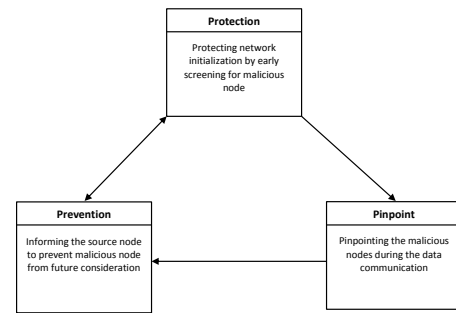 Protection
Protecting network
initialization by early
screening for malicious
node
Prevention
Informing the source node
to prevent malicious node
from future consideration
Pinpoint
Pinpointing the malicious
nodes during the data
communication